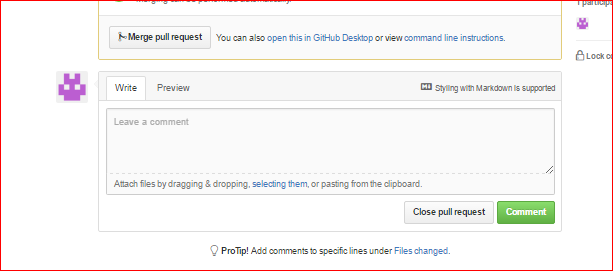 1 participa
Merge pull request
You can also open this in GitHub Desktop or view command line instructions.
Lock co
Write
Preview
Styling with Markdown is supported
Leave a comment
Attach files by dragging & dropping, selecting them, or pasting from the clipboard.
Close pull request
Comment
ProTip! Add comments to specific lines under Files changed.